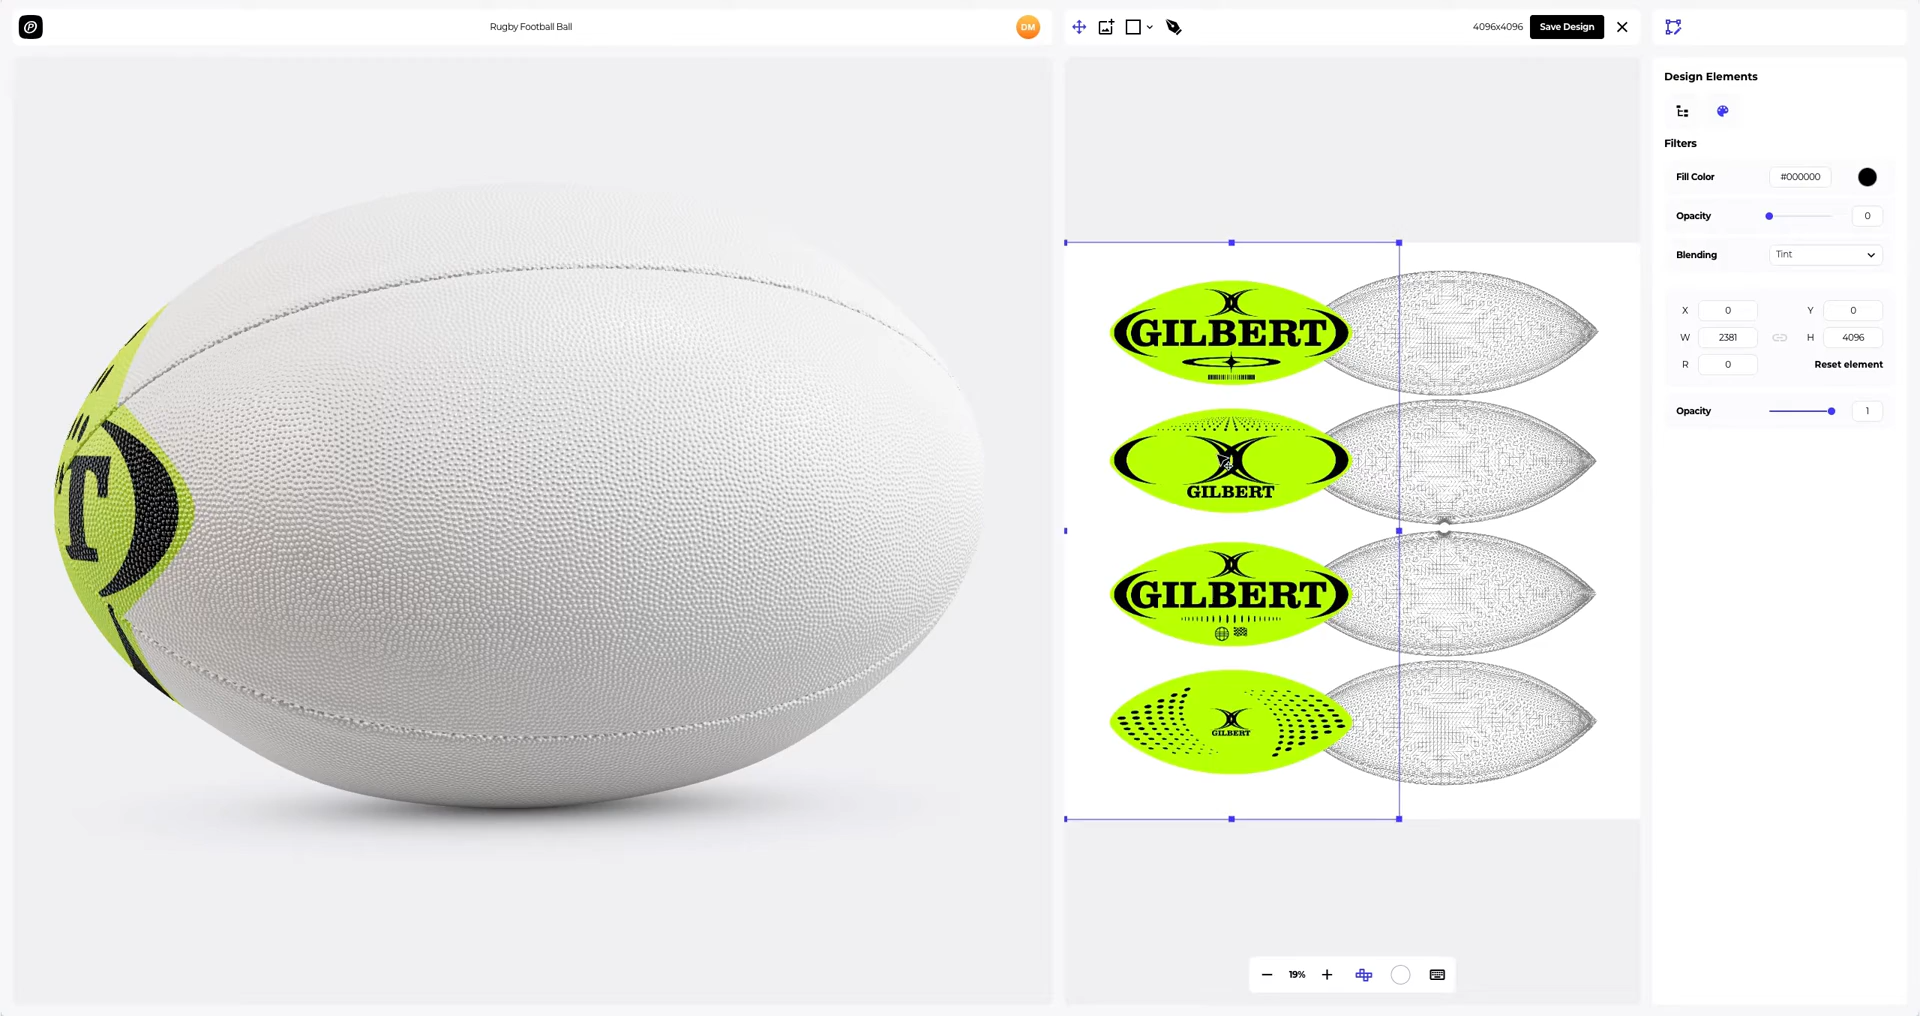 Rugby Football Ball
DM
4096x4096
Save Design
Design Elements
Filters
Fill Color
#000000
Opacity
0
Blending
Tint
X
0
Y
0
W
2381
H
4096
R
0
Reset element
Opacity
1
T
GILBERT
GILBERT
GILBERT
GILBERT
19%